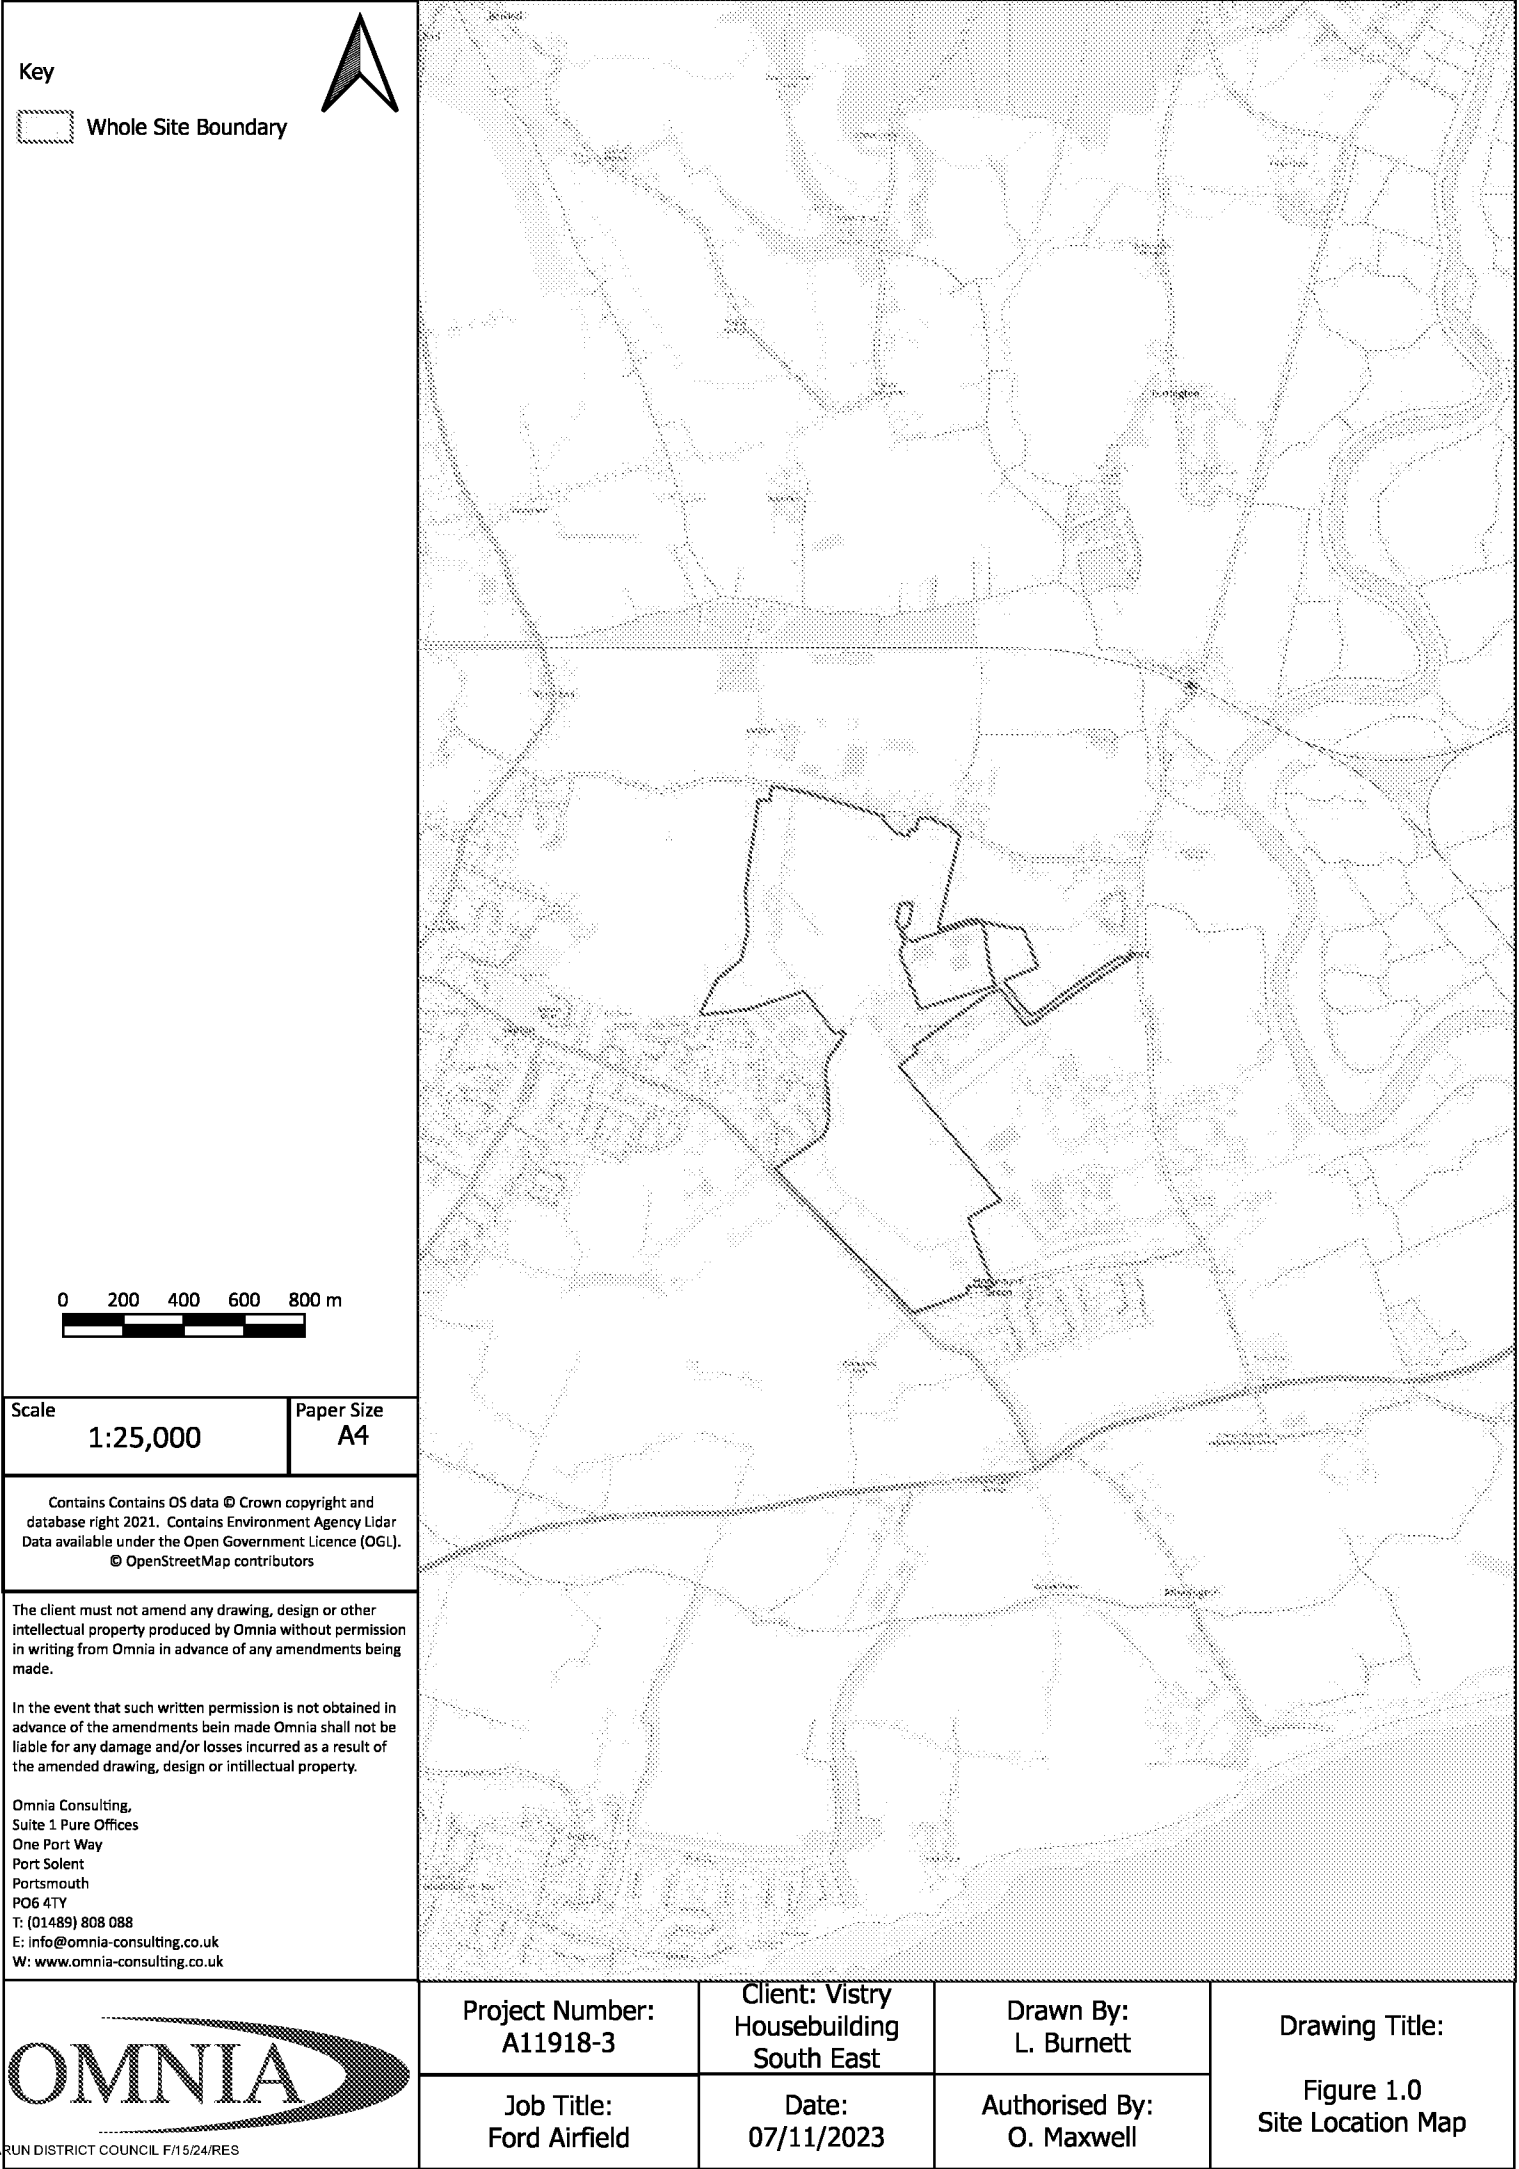 Key
Whole Site Boundary
0 200 400 600 800 m
Scale
1:25,000
Paper Size
A4
Contains Contains OS data © Crown copyright and
database right 2021. Contains Environment Agency Lidar
Data available under the Open Government Licence (OGL).
© OpenStreetMap contributors
The client must not amend any drawing, design or other
intellectual property produced by Omnia without permission
in writing from Omnia in advance of any amendments being
made.
In the event that such written permission is not obtained in
advance of the amendments bein made Omnia shall not be
liable for any damage and/or losses incurred as a result of
the amended drawing, design or intillectual property.
Omnia Consulting,
Suite 1 Pure Offices
One Port Way
Port Solent
Portsmouth
PO6 4TY
T: (01489) 808 088
E: info@omnia-consulting.co.uk
W: www.omnia-consulting.co.uk
OMNIA
RUN DISTRICT COUNCIL F/15/24/RES
Project Number:
A11918-3
Job Title:
Ford Airfield
Client: Vistry
Housebuilding
South East
Date:
07/11/2023
Drawn By:
L. Burnett
Authorised By:
O. Maxwell
Drawing Title:
Figure 1.0
Site Location Map